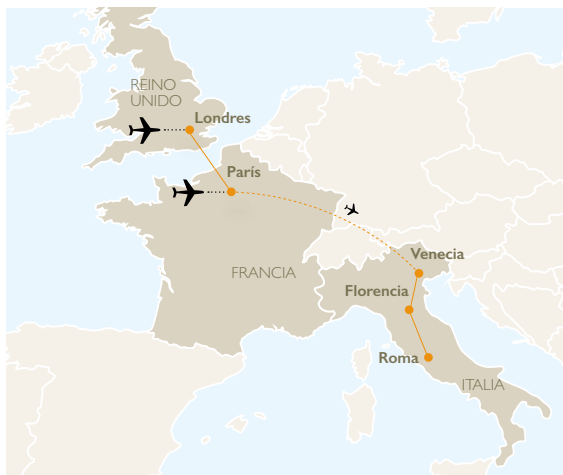 REINO
UNIDO
Londres
París
FRANCIA
Venecia
Florencia
Roma
ITALIA